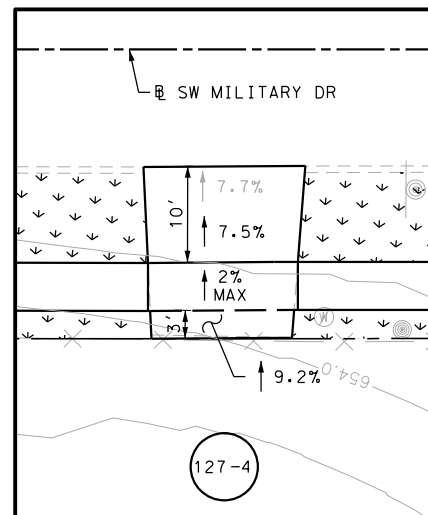 ℄ SW MILITARY DR
7.7%
10'
7.5%
2%
MAX
3'
W
9.2%
654.0
127-4